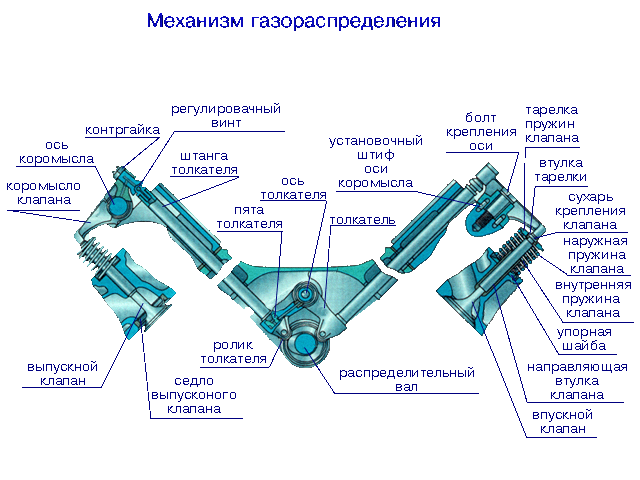 Механизм газораспределения
регулировачный
винт
контргайка
ось
коромысла
штанга
толкателя
коромысло
клапана
ось
толкателя
пята
толкателя
установочный
штиф
оси
коромысла
толкатель
болт
крепления
оси
тарелка
пружин
клапана
втулка
тарелки
сухарь
крепления
клапана
наружная
пружина
клапана
внутренняя
пружина
клапана
упорная
шайба
направляющая
втулка
клапана
впускной
клапан
выпускной
клапан
седло
выпусконого
клапана
ролик
толкателя
распределительный
вал